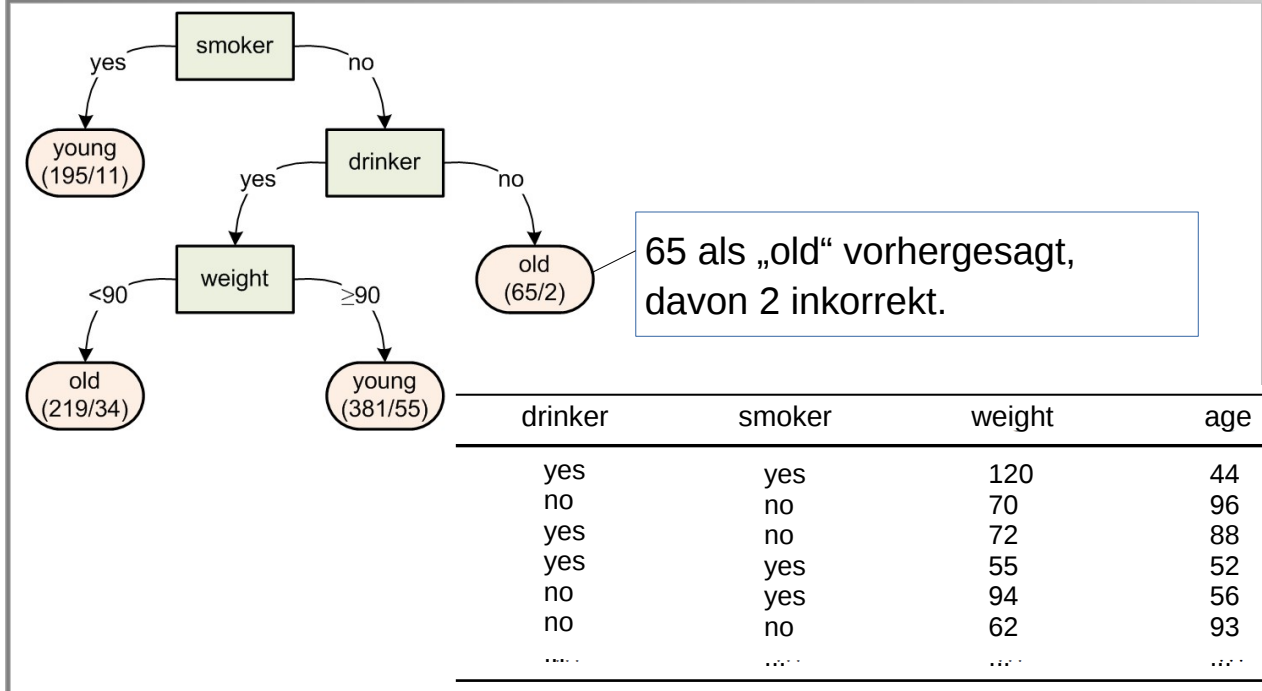 smoker
yes
no
young
(195/11)
drinker
yes
no
weight
old
(65/2)
65 als „old“ vorhergesagt,
davon 2 inkorrekt.
<90
≥90
old
(219/34)
young
(381/55)
drinker smoker weight age
yes yes 120 44
no no 70 96
yes no 72 88
yes yes 55 52
no yes 94 56
no no 62 93